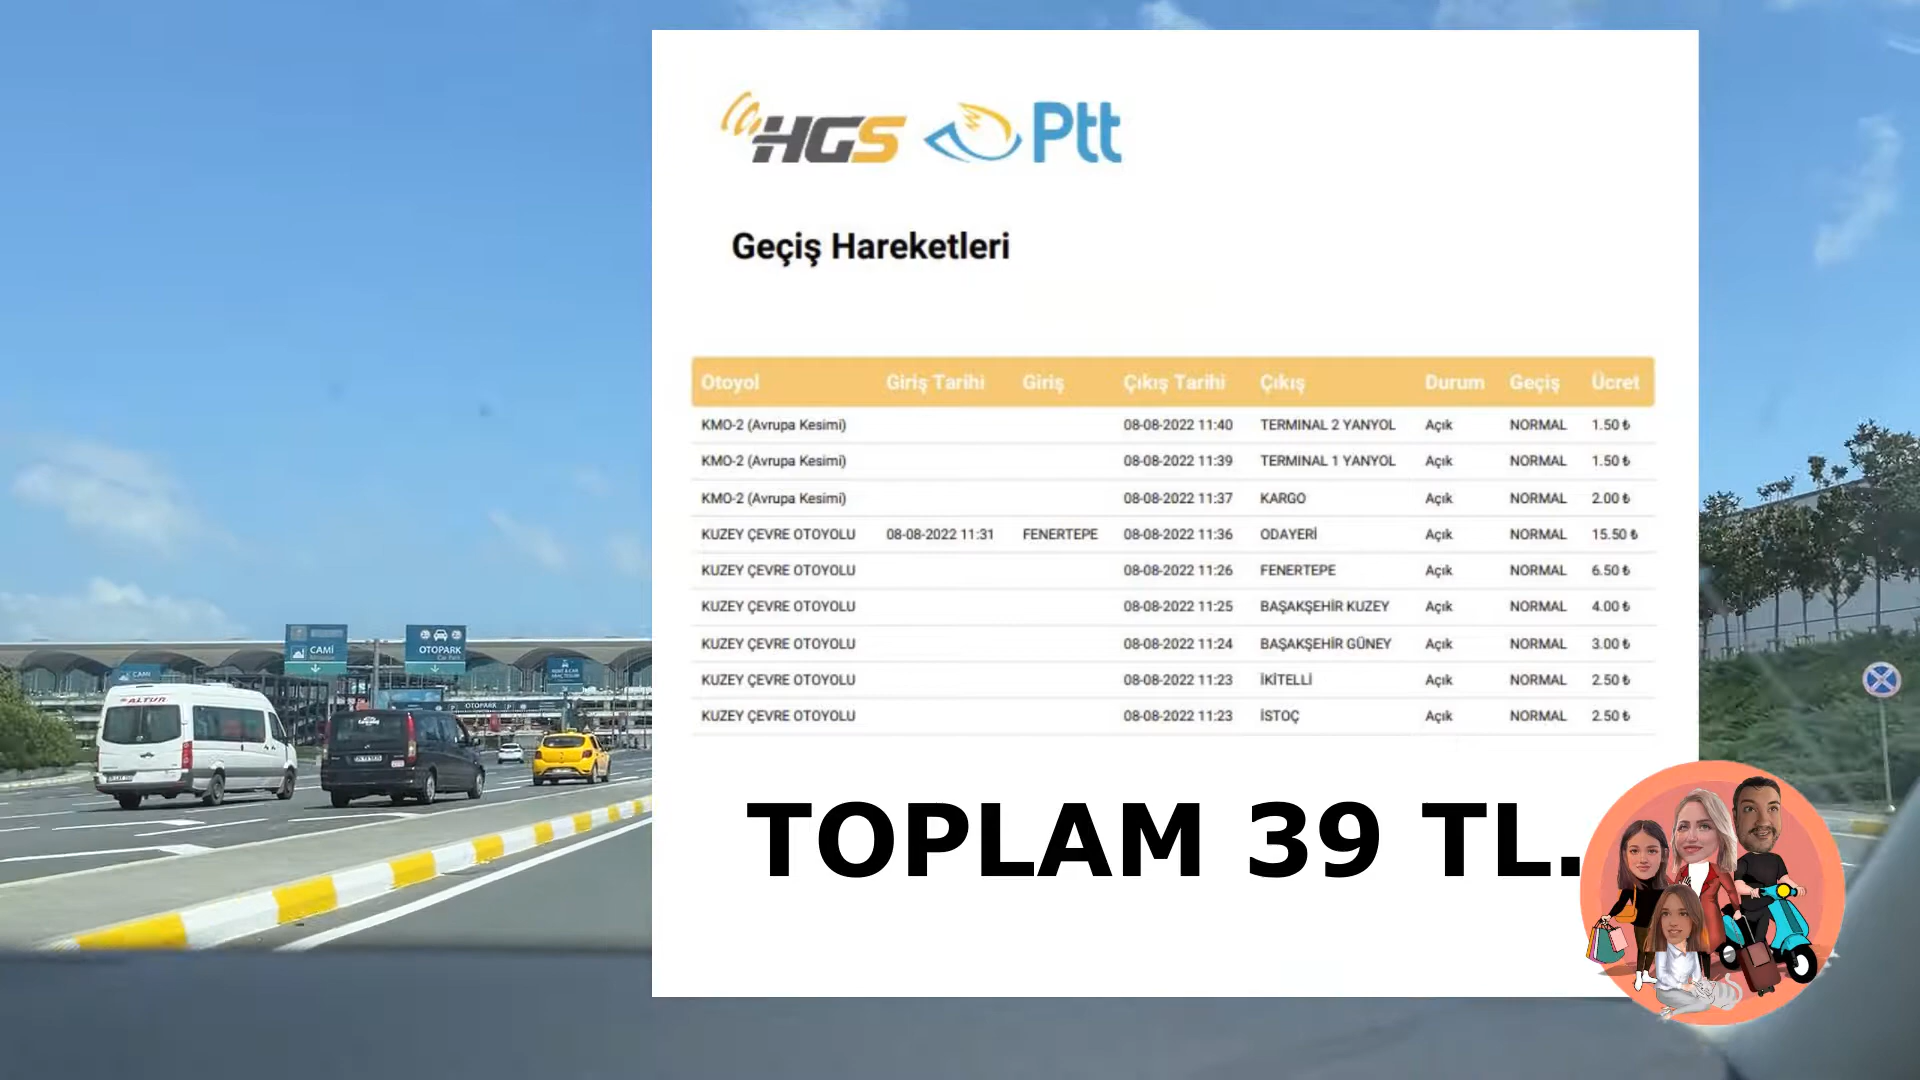 HGS Ptt
Geçiş Hareketleri
Otoyol Giriş Tarihi Giriş Çıkış Tarihi Çıkış Durum Geçiş Ücret
KMO-2 (Avrupa Kesimi) 08-08-2022 11:40 TERMINAL 2 YANYOL Açık NORMAL 1.50 ₺
KMO-2 (Avrupa Kesimi) 08-08-2022 11:39 TERMINAL 1 YANYOL Açık NORMAL 1.50 ₺
KMO-2 (Avrupa Kesimi) 08-08-2022 11:37 KARGO Açık NORMAL 2.00 ₺
KUZEY ÇEVRE OTOYOLU 08-08-2022 11:31 FENERTEPE 08-08-2022 11:36 ODAYERİ Açık NORMAL 15.50 ₺
KUZEY ÇEVRE OTOYOLU 08-08-2022 11:26 FENERTEPE Açık NORMAL 6.50 ₺
KUZEY ÇEVRE OTOYOLU 08-08-2022 11:25 BAŞAKŞEHİR KUZEY Açık NORMAL 4.00 ₺
KUZEY ÇEVRE OTOYOLU 08-08-2022 11:24 BAŞAKŞEHİR GÜNEY Açık NORMAL 3.00 ₺
KUZEY ÇEVRE OTOYOLU 08-08-2022 11:23 İKİTELLİ Açık NORMAL 2.50 ₺
KUZEY ÇEVRE OTOYOLU 08-08-2022 11:23 İSTOÇ Açık NORMAL 2.50 ₺
TOPLAM 39 TL.
CAMİ
OTOPARK
Car Park
CAMİ
OTOPARK
ALTUR